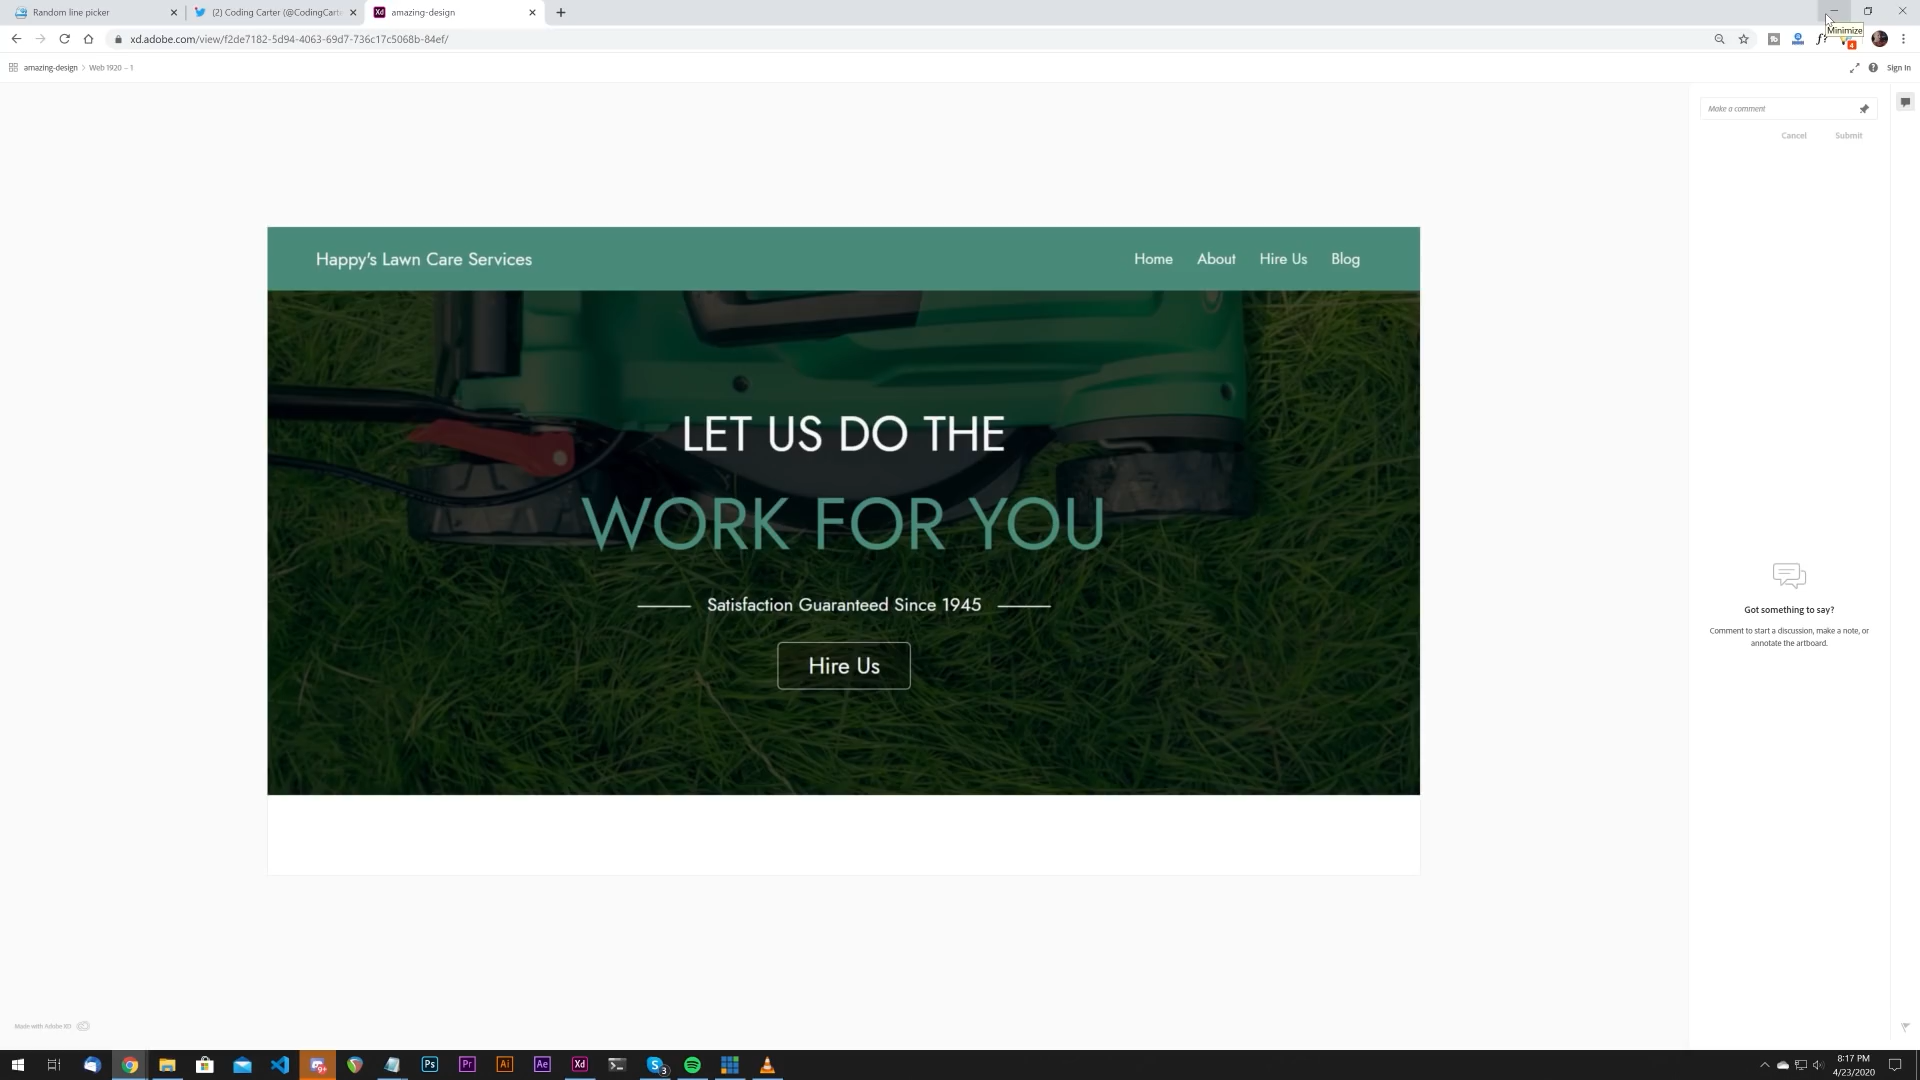 Random line picker
(2) Coding Carter (@CodingCarte
amazing-design
Minimize
xd.adobe.com/view/f2de7182-5d94-4063-69d7-736c17c5068b-84ef/
amazing-design > Web 1920 – 1
Sign In
Make a comment
Cancel Submit
Happy's Lawn Care Services
Home About Hire Us Blog
LET US DO THE
WORK FOR YOU
Satisfaction Guaranteed Since 1945
Hire Us
Got something to say?
Comment to start a discussion, make a note, or
annotate the artboard.
Made with Adobe XD
8:17 PM
4/23/2020